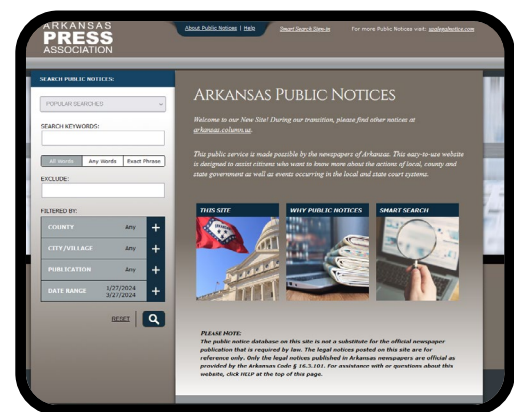 ARKANSAS
PRESS
ASSOCIATION
About Public Notices | Help
Smart Search Sign-in
For more Public Notices visit: usalegalnotice.com
SEARCH PUBLIC NOTICES:
POPULAR SEARCHES
SEARCH KEYWORDS:
All Words
Any Words
Exact Phrase
EXCLUDE:
FILTERED BY:
COUNTY
Any
+
CITY/VILLAGE
Any
+
PUBLICATION
Any
+
DATE RANGE
1/27/2024
3/27/2024
+
RESET
ARKANSAS PUBLIC NOTICES
Welcome to our New Site! During our transition, please find other notices at
arkansas.column.us.
This public service is made possible by the newspapers of Arkansas. This easy-to-use website
is designed to assist citizens who want to know more about the actions of local, county and
state government as well as events occurring in the local and state court systems.
THIS SITE
WHY PUBLIC NOTICES
SMART SEARCH
PLEASE NOTE:
The public notice database on this site is not a substitute for the official newspaper
publication that is required by law. The legal notices posted on this site are for
reference only. Only the legal notices published in Arkansas newspapers are official as
provided by the Arkansas Code § 16.3.101. For assistance with or questions about this
website, click HELP at the top of this page.